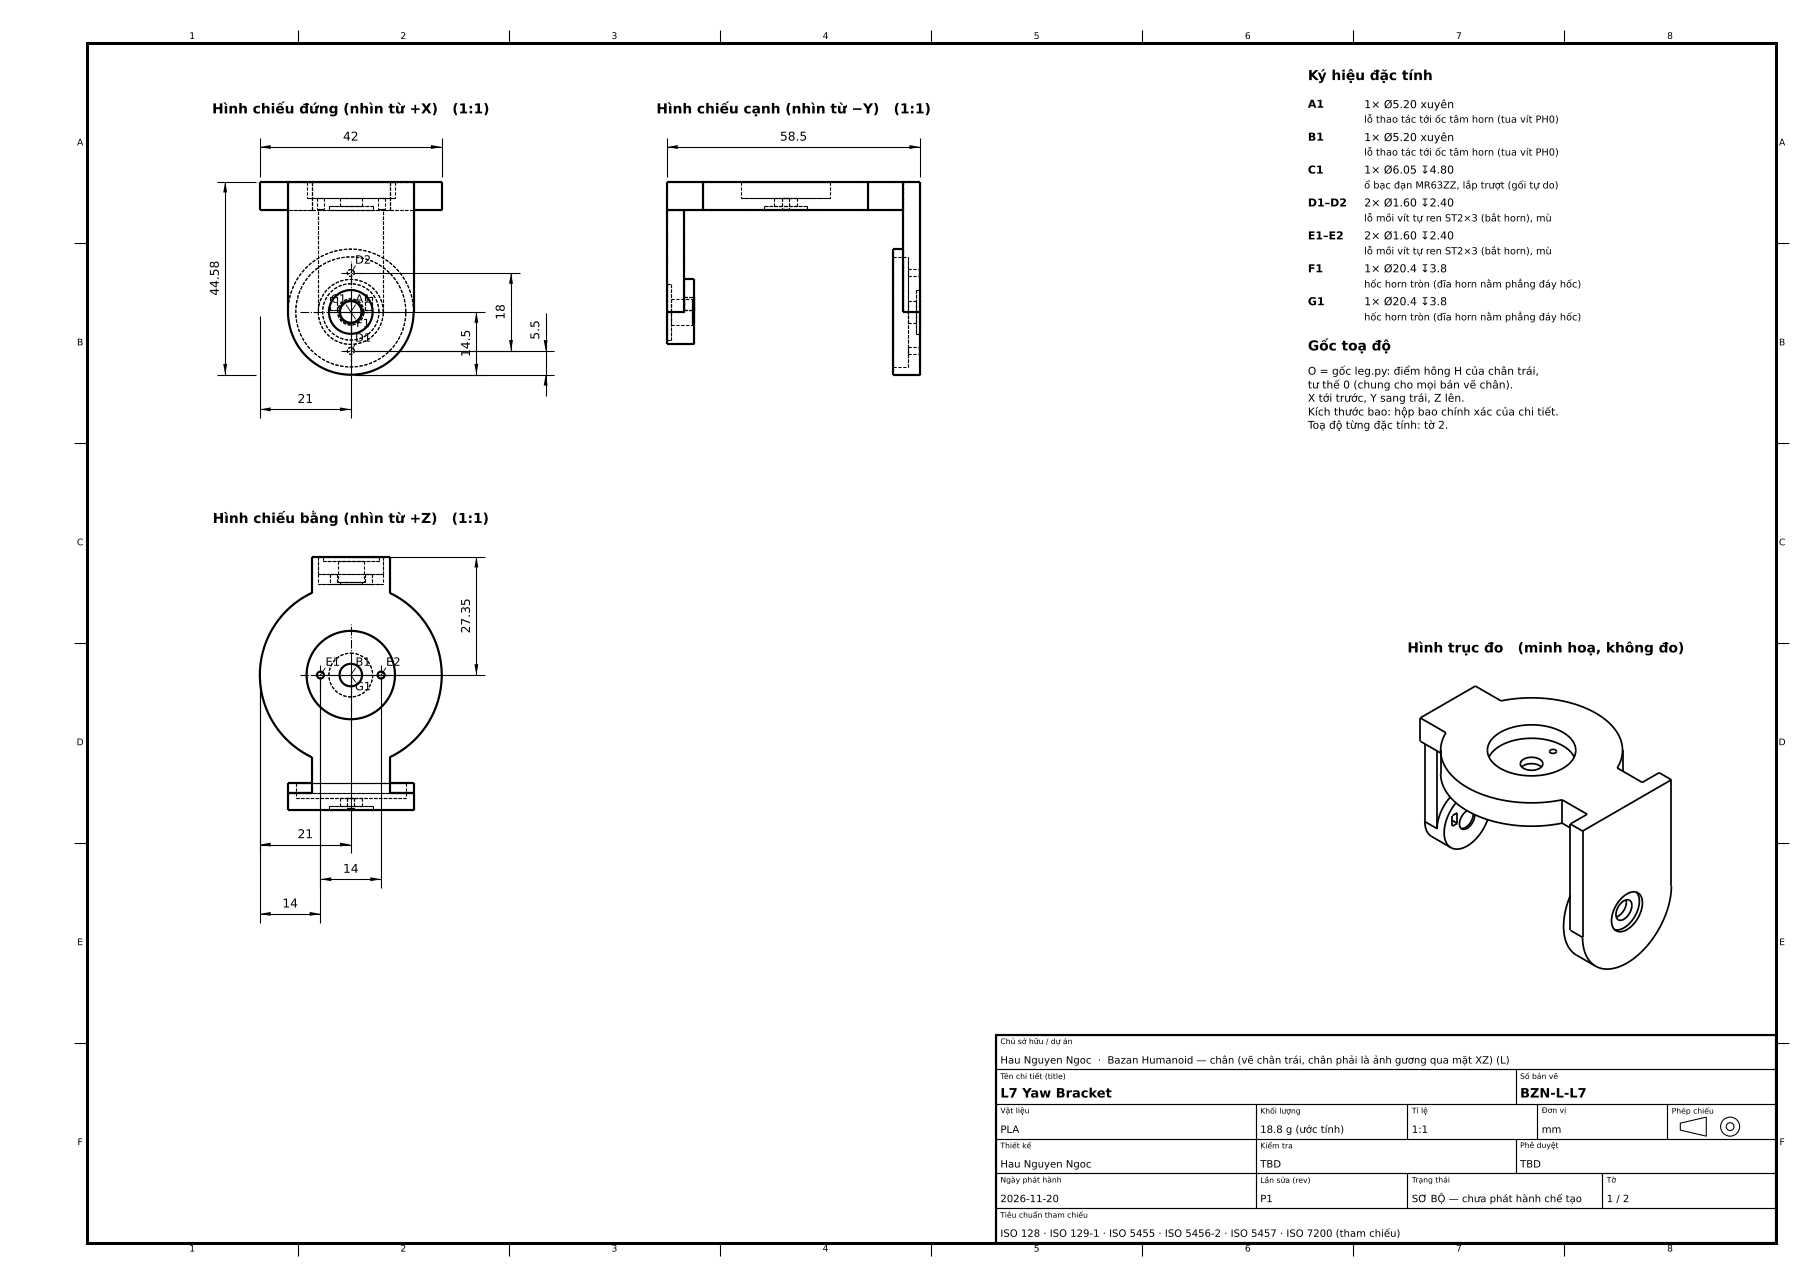 1 2 3 4 5 6 7 8
Ký hiệu đặc tính
Hình chiếu đứng (nhìn từ +X) (1:1)
Hình chiếu cạnh (nhìn từ −Y) (1:1)
A1 1× Ø5.20 xuyên
lỗ thao tác tới ốc tâm horn (tua vít PH0)
B1 1× Ø5.20 xuyên
lỗ thao tác tới ốc tâm horn (tua vít PH0)
C1 1× Ø6.05 ↧4.80
ổ bạc đạn MR63ZZ, lắp trượt (gối tự do)
D1–D2 2× Ø1.60 ↧2.40
lỗ mồi vít tự ren ST2×3 (bắt horn), mù
E1–E2 2× Ø1.60 ↧2.40
lỗ mồi vít tự ren ST2×3 (bắt horn), mù
F1 1× Ø20.4 ↧3.8
hốc horn tròn (đĩa horn nằm phẳng đáy hốc)
G1 1× Ø20.4 ↧3.8
hốc horn tròn (đĩa horn nằm phẳng đáy hốc)
Gốc toạ độ
O = gốc leg.py: điểm hông H của chân trái,
tư thế 0 (chung cho mọi bản vẽ chân).
X tới trước, Y sang trái, Z lên.
Kích thước bao: hộp bao chính xác của chi tiết.
Toạ độ từng đặc tính: tờ 2.
42
58.5
44.58
D2
A1
F1
D1
18
5.5
14.5
21
Hình chiếu bằng (nhìn từ +Z) (1:1)
27.35
E1 B1 E2
G1
21
14
14
Hình trục đo (minh hoạ, không đo)
A
B
C
D
E
F
A
B
C
D
E
F
Chủ sở hữu / dự án
Hau Nguyen Ngoc · Bazan Humanoid — chân (vẽ chân trái, chân phải là ảnh gương qua mặt XZ) (L)
Tên chi tiết (title) Số bản vẽ
L7 Yaw Bracket BZN-L-L7
Vật liệu Khối lượng Tỉ lệ Đơn vị Phép chiếu
PLA 18.8 g (ước tính) 1:1 mm
Thiết kế Kiểm tra Phê duyệt
Hau Nguyen Ngoc TBD TBD
Ngày phát hành Lần sửa (rev) Trạng thái Tờ
2026-11-20 P1 SƠ BỘ — chưa phát hành chế tạo 1 / 2
Tiêu chuẩn tham chiếu
ISO 128 · ISO 129-1 · ISO 5455 · ISO 5456-2 · ISO 5457 · ISO 7200 (tham chiếu)
1 2 3 4 5 6 7 8